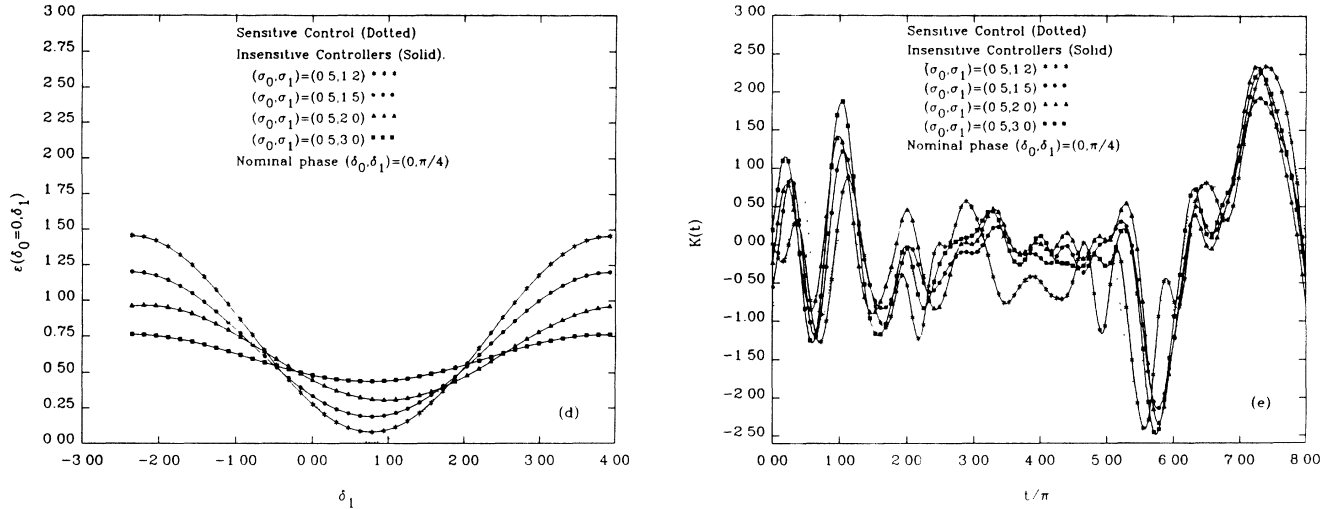 3 00
2 75
2 50
2 25
2 00
1 75
1 50
1 25
1 00
0 75
0 50
0 25
0 00
ε(δ₀=0,δ₁)
Sensitive Control (Dotted)
Insensitive Controllers (Solid).
(σ₀,σ₁)=(0 5,1 2) * * *
(σ₀,σ₁)=(0 5,1 5) • • •
(σ₀,σ₁)=(0 5,2 0) ▲ ▲ ▲
(σ₀,σ₁)=(0 5,3 0) ■ ■ ■
Nominal phase (δ₀,δ₁)=(0,π/4)
(d)
-3 00 -2 00 -1 00 0 00 1 00 2 00 3 00 4 00
δ₁
3 00
2 50
2 00
1 50
1 00
0 50
0 00
-0 50
-1 00
-1 50
-2 00
-2 50
K(t)
Sensitive Control (Dotted)
Insensitive Controllers (Solid)
(σ₀,σ₁)=(0 5,1 2) * * *
(σ₀,σ₁)=(0 5,1 5) • • •
(σ₀,σ₁)=(0 5,2 0) ▲ ▲ ▲
(σ₀,σ₁)=(0 5,3 0) ■ ■ ■
Nominal phase (δ₀,δ₁)=(0,π/4)
(e)
0 00 1 00 2 00 3 00 4 00 5 00 6 00 7 00 8 00
t/π